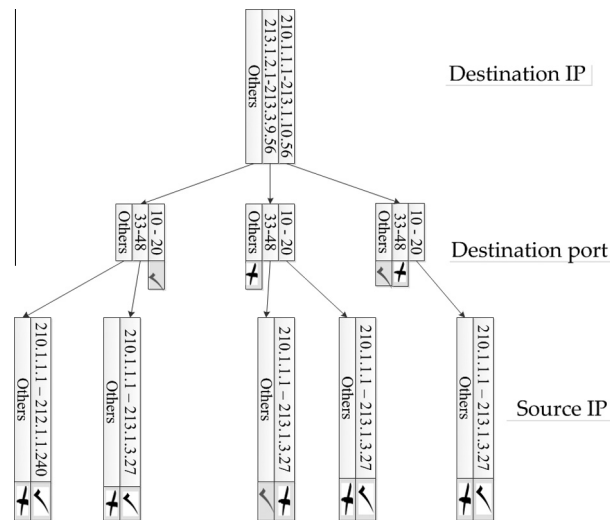 210.1.1.1-213.1.10.56
213.1.2.1-213.3.9.56
Others
Destination IP
10 - 20
33-48
Others
10 - 20
33-48
Others
10 - 20
33-48
Others
Destination port
210.1.1.1 – 212.1.1.240
Others
210.1.1.1 – 213.1.3.27
Others
210.1.1.1 – 213.1.3.27
Others
210.1.1.1 – 213.1.3.27
Others
210.1.1.1 – 213.1.3.27
Others
Source IP